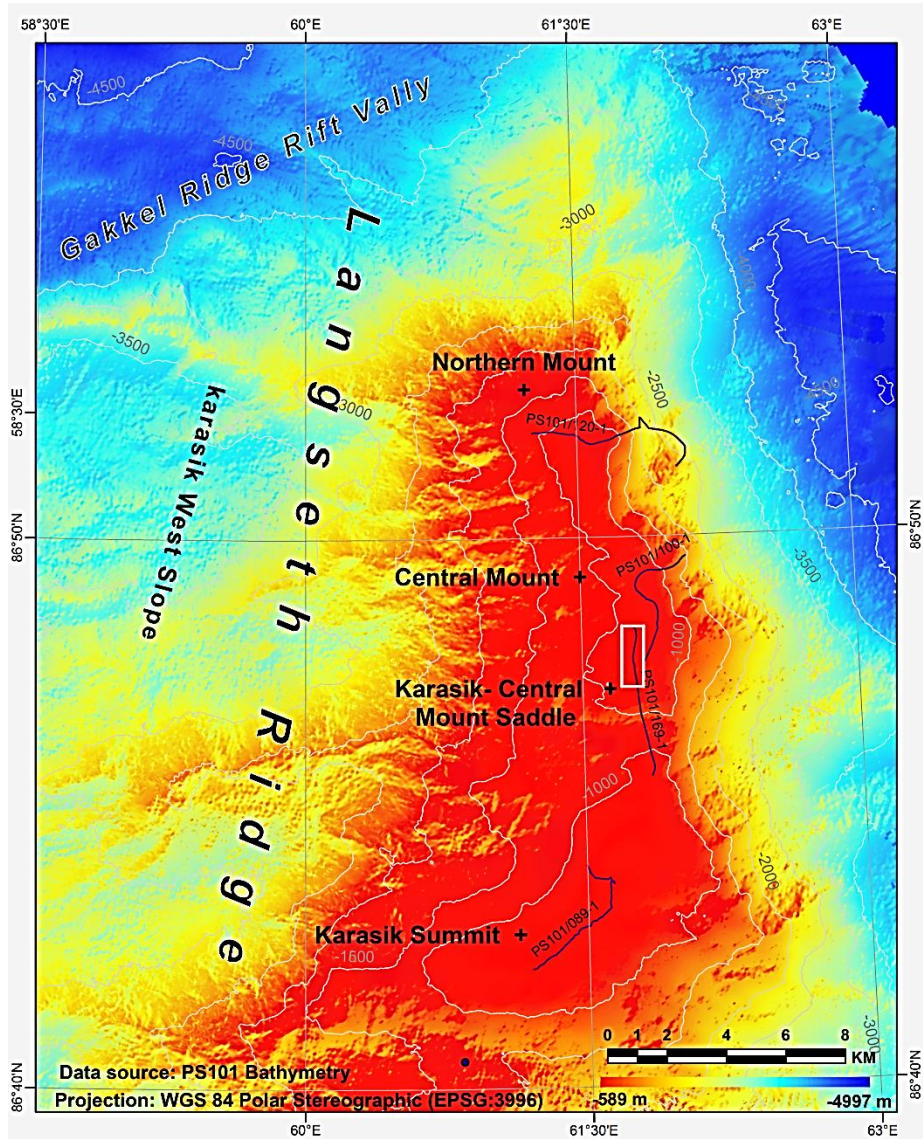 58°30'E
60°E
61°30'E
63°E
-4500
-4500
Gakkel Ridge Rift Vally
Langseth Ridge
-3000
-4000
-3500
-3000
-2500
Northern Mount
58°30'E
PS101/120-1
karasik West Slope
86°50'N
86°50'N
-3500
PS101/100-1
Central Mount
1000
Karasik- Central
Mount Saddle
PS101/169-1
1000
-2000
Karasik Summit
PS101/089-1
-1600
-3000
0 1 2 4 6 8
KM
Data source: PS101 Bathymetry
Projection: WGS 84 Polar Stereographic (EPSG:3996)
-589 m
-4997 m
86°40'N
86°40'N
60°E
61°30'E
63°E